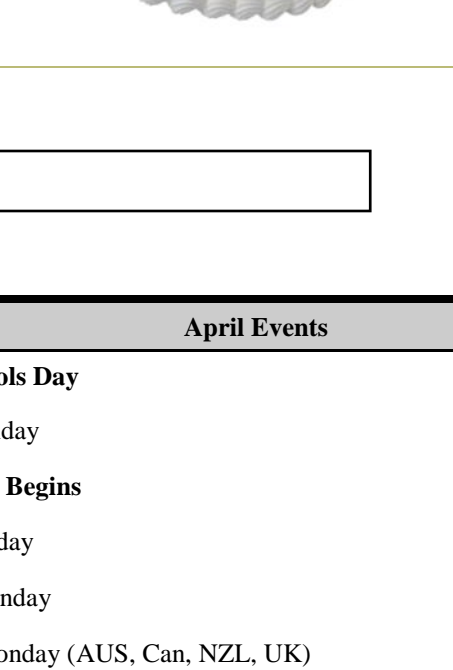 April Events
ols Day
day
Begins
day
nday
onday (AUS, Can, NZL, UK)